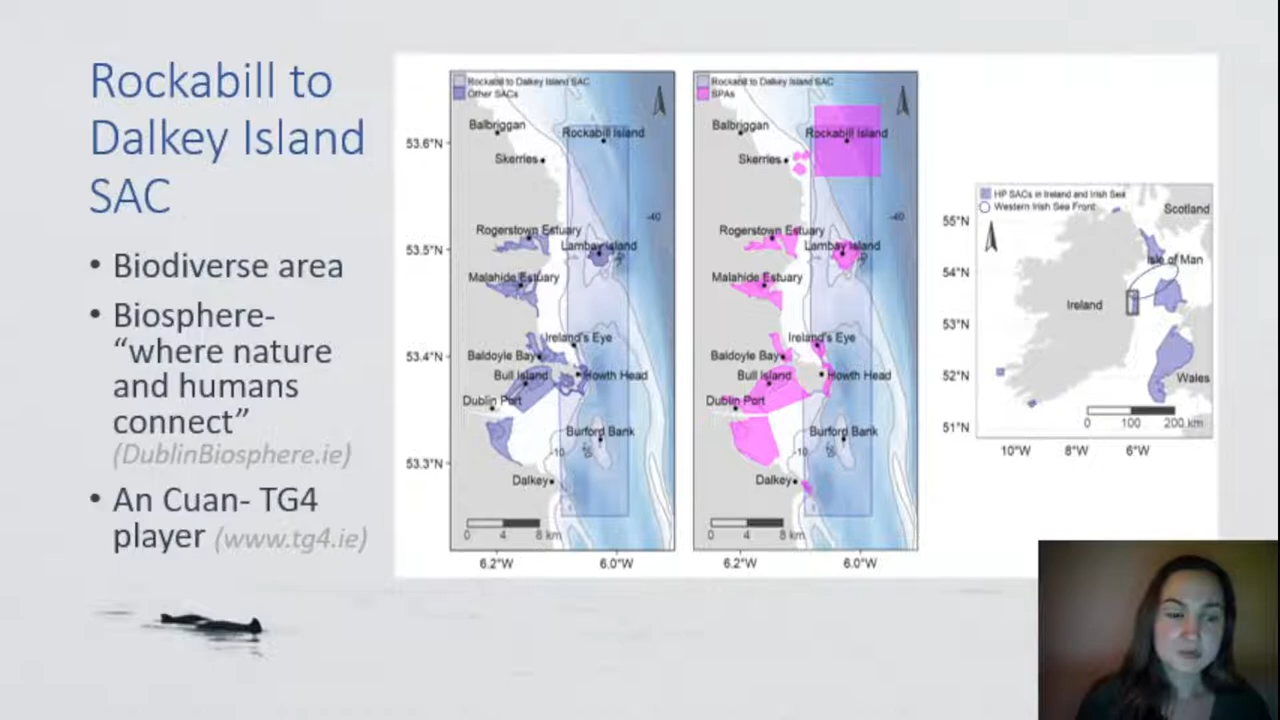 Rockabill to
Dalkey Island
SAC
• Biodiverse area
• Biosphere-
“where nature
and humans
connect”
(DublinBiosphere.ie)
• An Cuan- TG4
player (www.tg4.ie)
Rockabill to Dalkey Island SAC
Other SACs
Balbriggan
Rockabill Island
Skerries
-40
Rogerstown Estuary
Lambay Island
Malahide Estuary
Ireland's Eye
Baldoyle Bay
Bull Island
Howth Head
Dublin Port
Burford Bank
-10
Dalkey
0 4 8 km
53.6°N
53.5°N
53.4°N
53.3°N
6.2°W 6.0°W
Rockabill to Dalkey Island SAC
SPAs
Balbriggan
Rockabill Island
Skerries
-40
Rogerstown Estuary
Lambay Island
Malahide Estuary
Ireland's Eye
Baldoyle Bay
Bull Island
Howth Head
Dublin Port
Burford Bank
-10
Dalkey
0 4 8 km
6.2°W 6.0°W
HP SACs in Ireland and Irish Sea
Western Irish Sea Front
Scotland
Isle of Man
Ireland
Wales
0 100 200 km
55°N
54°N
53°N
52°N
51°N
10°W 8°W 6°W